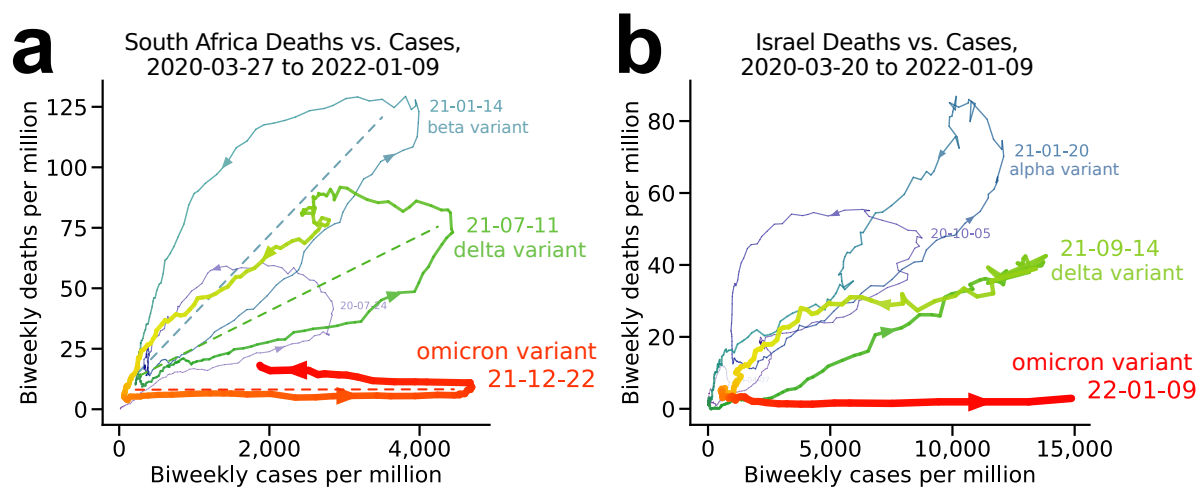 a
South Africa Deaths vs. Cases,
2020-03-27 to 2022-01-09
Biweekly deaths per million
125
100
75
50
25
0
21-01-14
beta variant
21-07-11
delta variant
20-07-24
omicron variant
21-12-22
0
2,000
4,000
Biweekly cases per million
b
Israel Deaths vs. Cases,
2020-03-20 to 2022-01-09
Biweekly deaths per million
80
60
40
20
0
21-01-20
alpha variant
20-10-05
21-09-14
delta variant
omicron variant
22-01-09
0
5,000
10,000
15,000
Biweekly cases per million